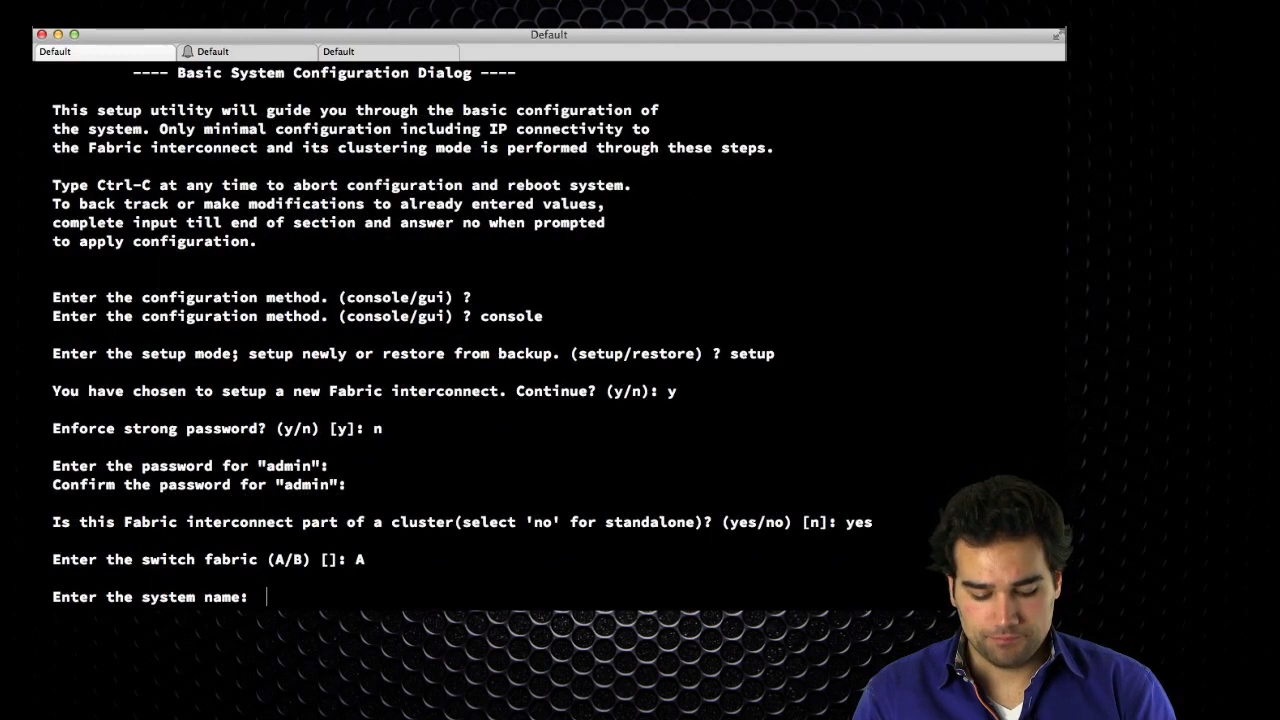 Default
Default
Default
Default
---- Basic System Configuration Dialog ----
This setup utility will guide you through the basic configuration of
the system. Only minimal configuration including IP connectivity to
the Fabric interconnect and its clustering mode is performed through these steps.
Type Ctrl-C at any time to abort configuration and reboot system.
To back track or make modifications to already entered values,
complete input till end of section and answer no when prompted
to apply configuration.
Enter the configuration method. (console/gui) ?
Enter the configuration method. (console/gui) ? console
Enter the setup mode; setup newly or restore from backup. (setup/restore) ? setup
You have chosen to setup a new Fabric interconnect. Continue? (y/n): y
Enforce strong password? (y/n) [y]: n
Enter the password for "admin":
Confirm the password for "admin":
Is this Fabric interconnect part of a cluster(select 'no' for standalone)? (yes/no) [n]: yes
Enter the switch fabric (A/B) []: A
Enter the system name: